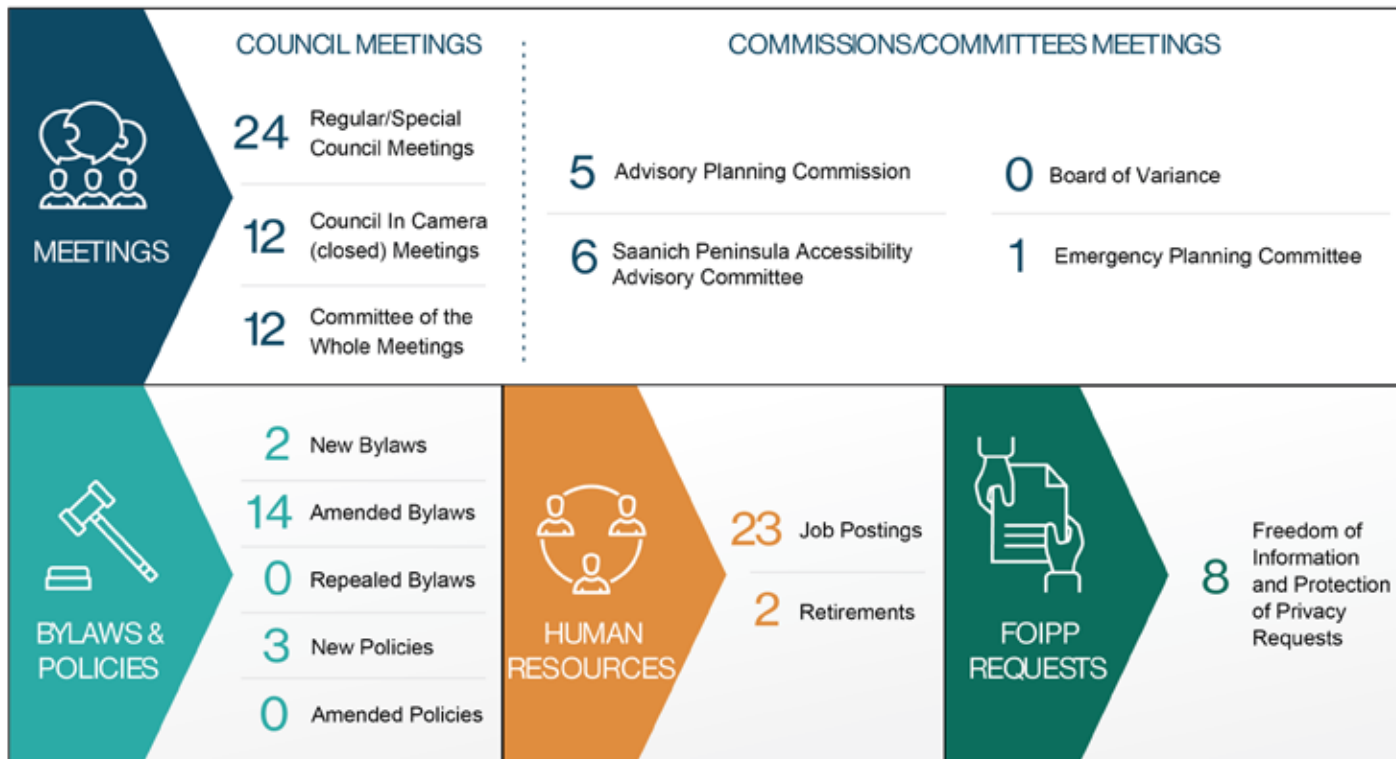 MEETINGS
COUNCIL MEETINGS
24 Regular/Special
Council Meetings
12 Council In Camera
(closed) Meetings
12 Committee of the
Whole Meetings
COMMISSIONS/COMMITTEES MEETINGS
5 Advisory Planning Commission
0 Board of Variance
6 Saanich Peninsula Accessibility
Advisory Committee
1 Emergency Planning Committee
BYLAWS &
POLICIES
2 New Bylaws
14 Amended Bylaws
0 Repealed Bylaws
3 New Policies
0 Amended Policies
HUMAN
RESOURCES
23 Job Postings
2 Retirements
FOIPP
REQUESTS
8 Freedom of
Information
and Protection
of Privacy
Requests